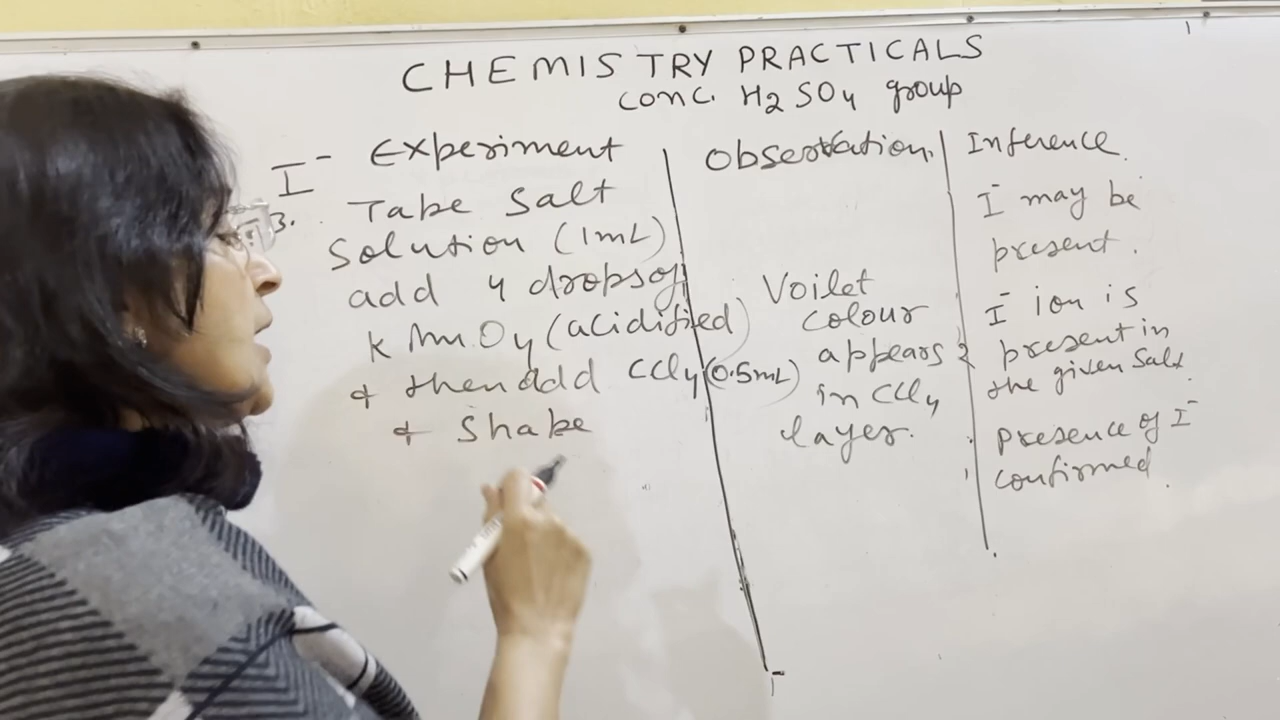 CHEMISTRY PRACTICALS
conc. H2SO4 group
I⁻ Experiment
3. Take Salt
Solution (1mL)
add 4 drops of
KMnO4 (acidified)
& then add CCl4 (0.5mL)
& Shake
Observation
Voilet
colour
appears
in CCl4
layer.
Inference.
I⁻ may be
present.
I⁻ ion is
present in
the given Salt.
presence of I⁻
confirmed.